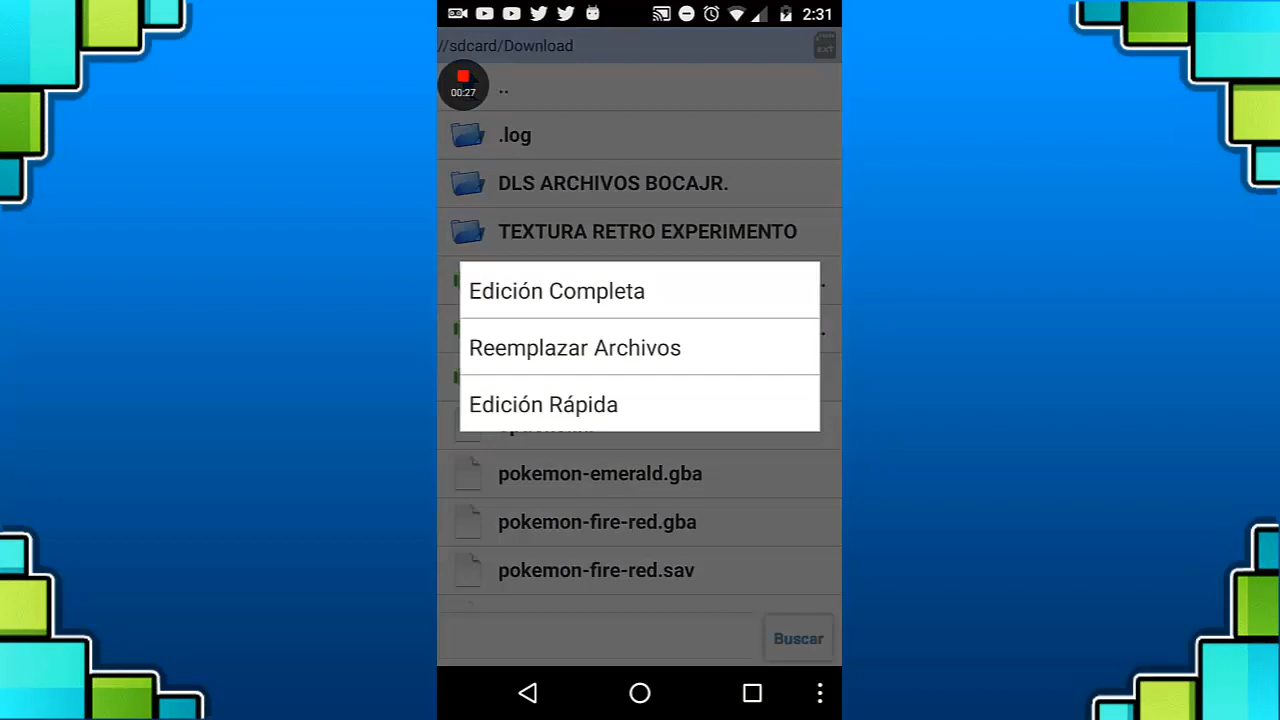 2:31
//sdcard/Download
EXT
00:27
..
.log
DLS ARCHIVOS BOCAJR.
TEXTURA RETRO EXPERIMENTO
Edición Completa
Reemplazar Archivos
Edición Rápida
pokemon-emerald.gba
pokemon-fire-red.gba
pokemon-fire-red.sav
Buscar